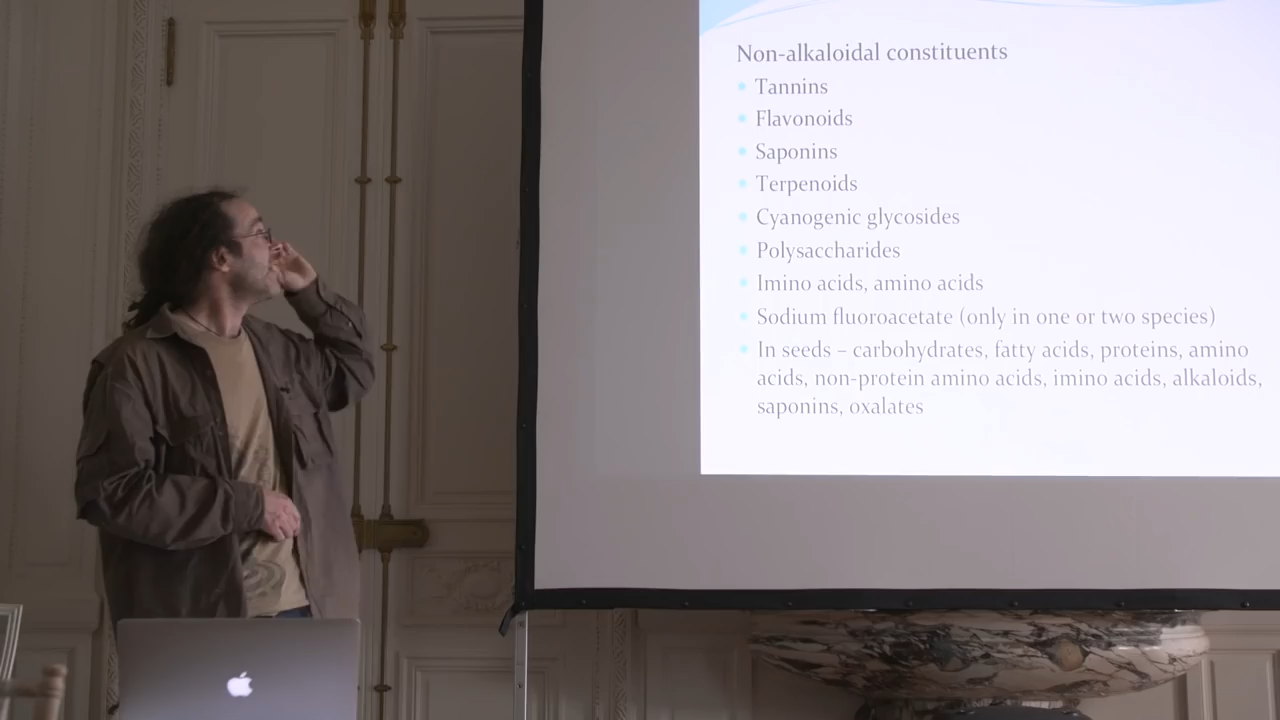 Non-alkaloidal constituents
Tannins
Flavonoids
Saponins
Terpenoids
Cyanogenic glycosides
Polysaccharides
Imino acids, amino acids
Sodium fluoroacetate (only in one or two species)
In seeds – carbohydrates, fatty acids, proteins, amino
acids, non-protein amino acids, imino acids, alkaloids,
saponins, oxalates